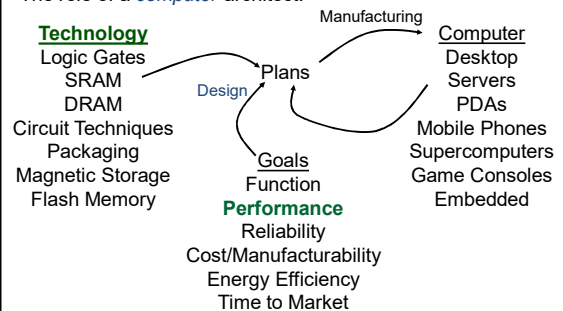 The role of a computer architect:
Manufacturing
Technology
Logic Gates
SRAM
DRAM
Circuit Techniques
Packaging
Magnetic Storage
Flash Memory
Plans
Design
Goals
Function
Performance
Reliability
Cost/Manufacturability
Energy Efficiency
Time to Market
Computer
Desktop
Servers
PDAs
Mobile Phones
Supercomputers
Game Consoles
Embedded